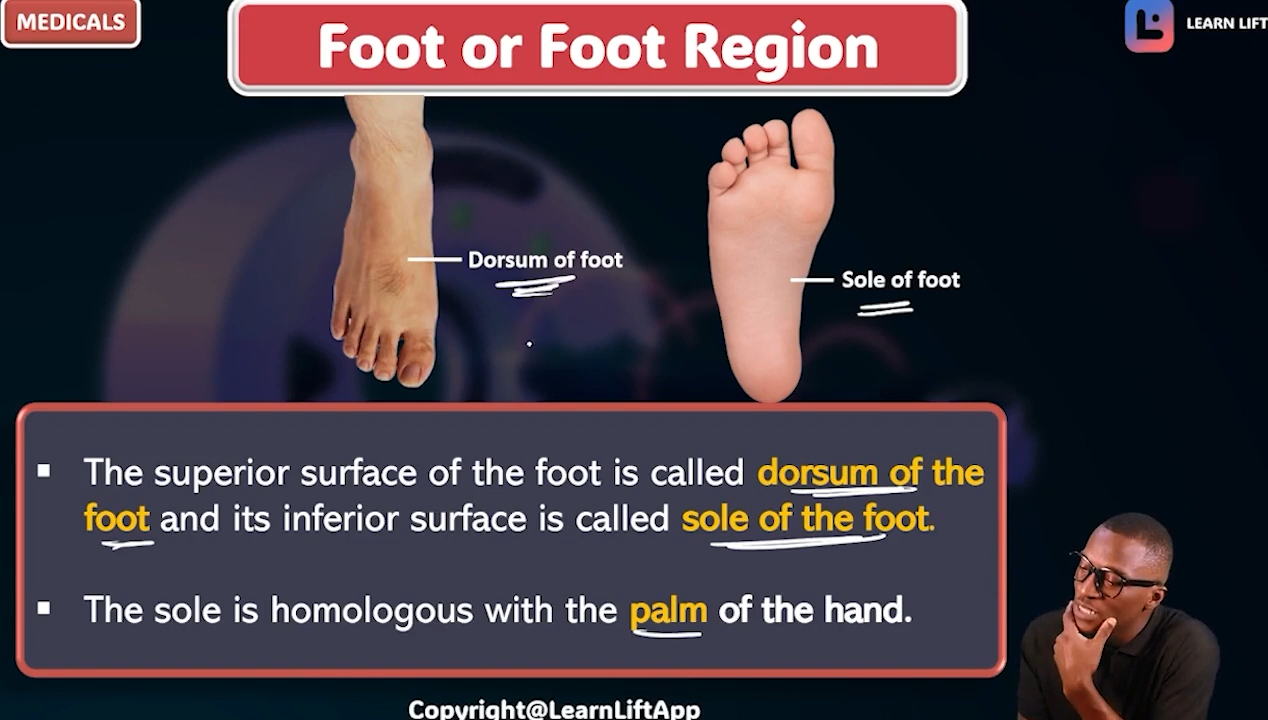 MEDICALS
Foot or Foot Region
LEARN LIFT
Dorsum of foot
Sole of foot
▪ The superior surface of the foot is called dorsum of the
foot and its inferior surface is called sole of the foot.
▪ The sole is homologous with the palm of the hand.
Copyright@LearnLiftApp